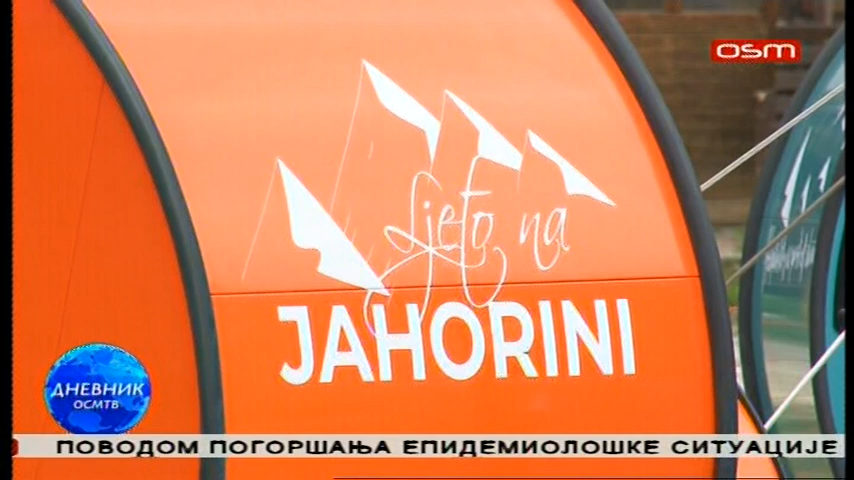 OSM
Ljeto na
JAHORINI
ДНЕВНИК
ОСМТВ
ПОВОДОМ ПОГОРШАЊА ЕПИДЕМИОЛОШКЕ СИТУАЦИЈЕ